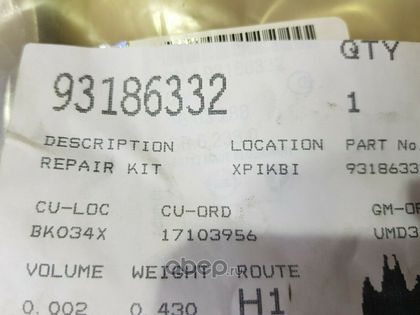 QTY
93186332
1
DESCRIPTION LOCATION PART No.
REPAIR KIT XPIKBI 9318633
CU-LOC CU-ORD GM-OR
BK034X 17103956 UMD3
VOLUME WEIGHT ROUTE
0.002 0.430 H1